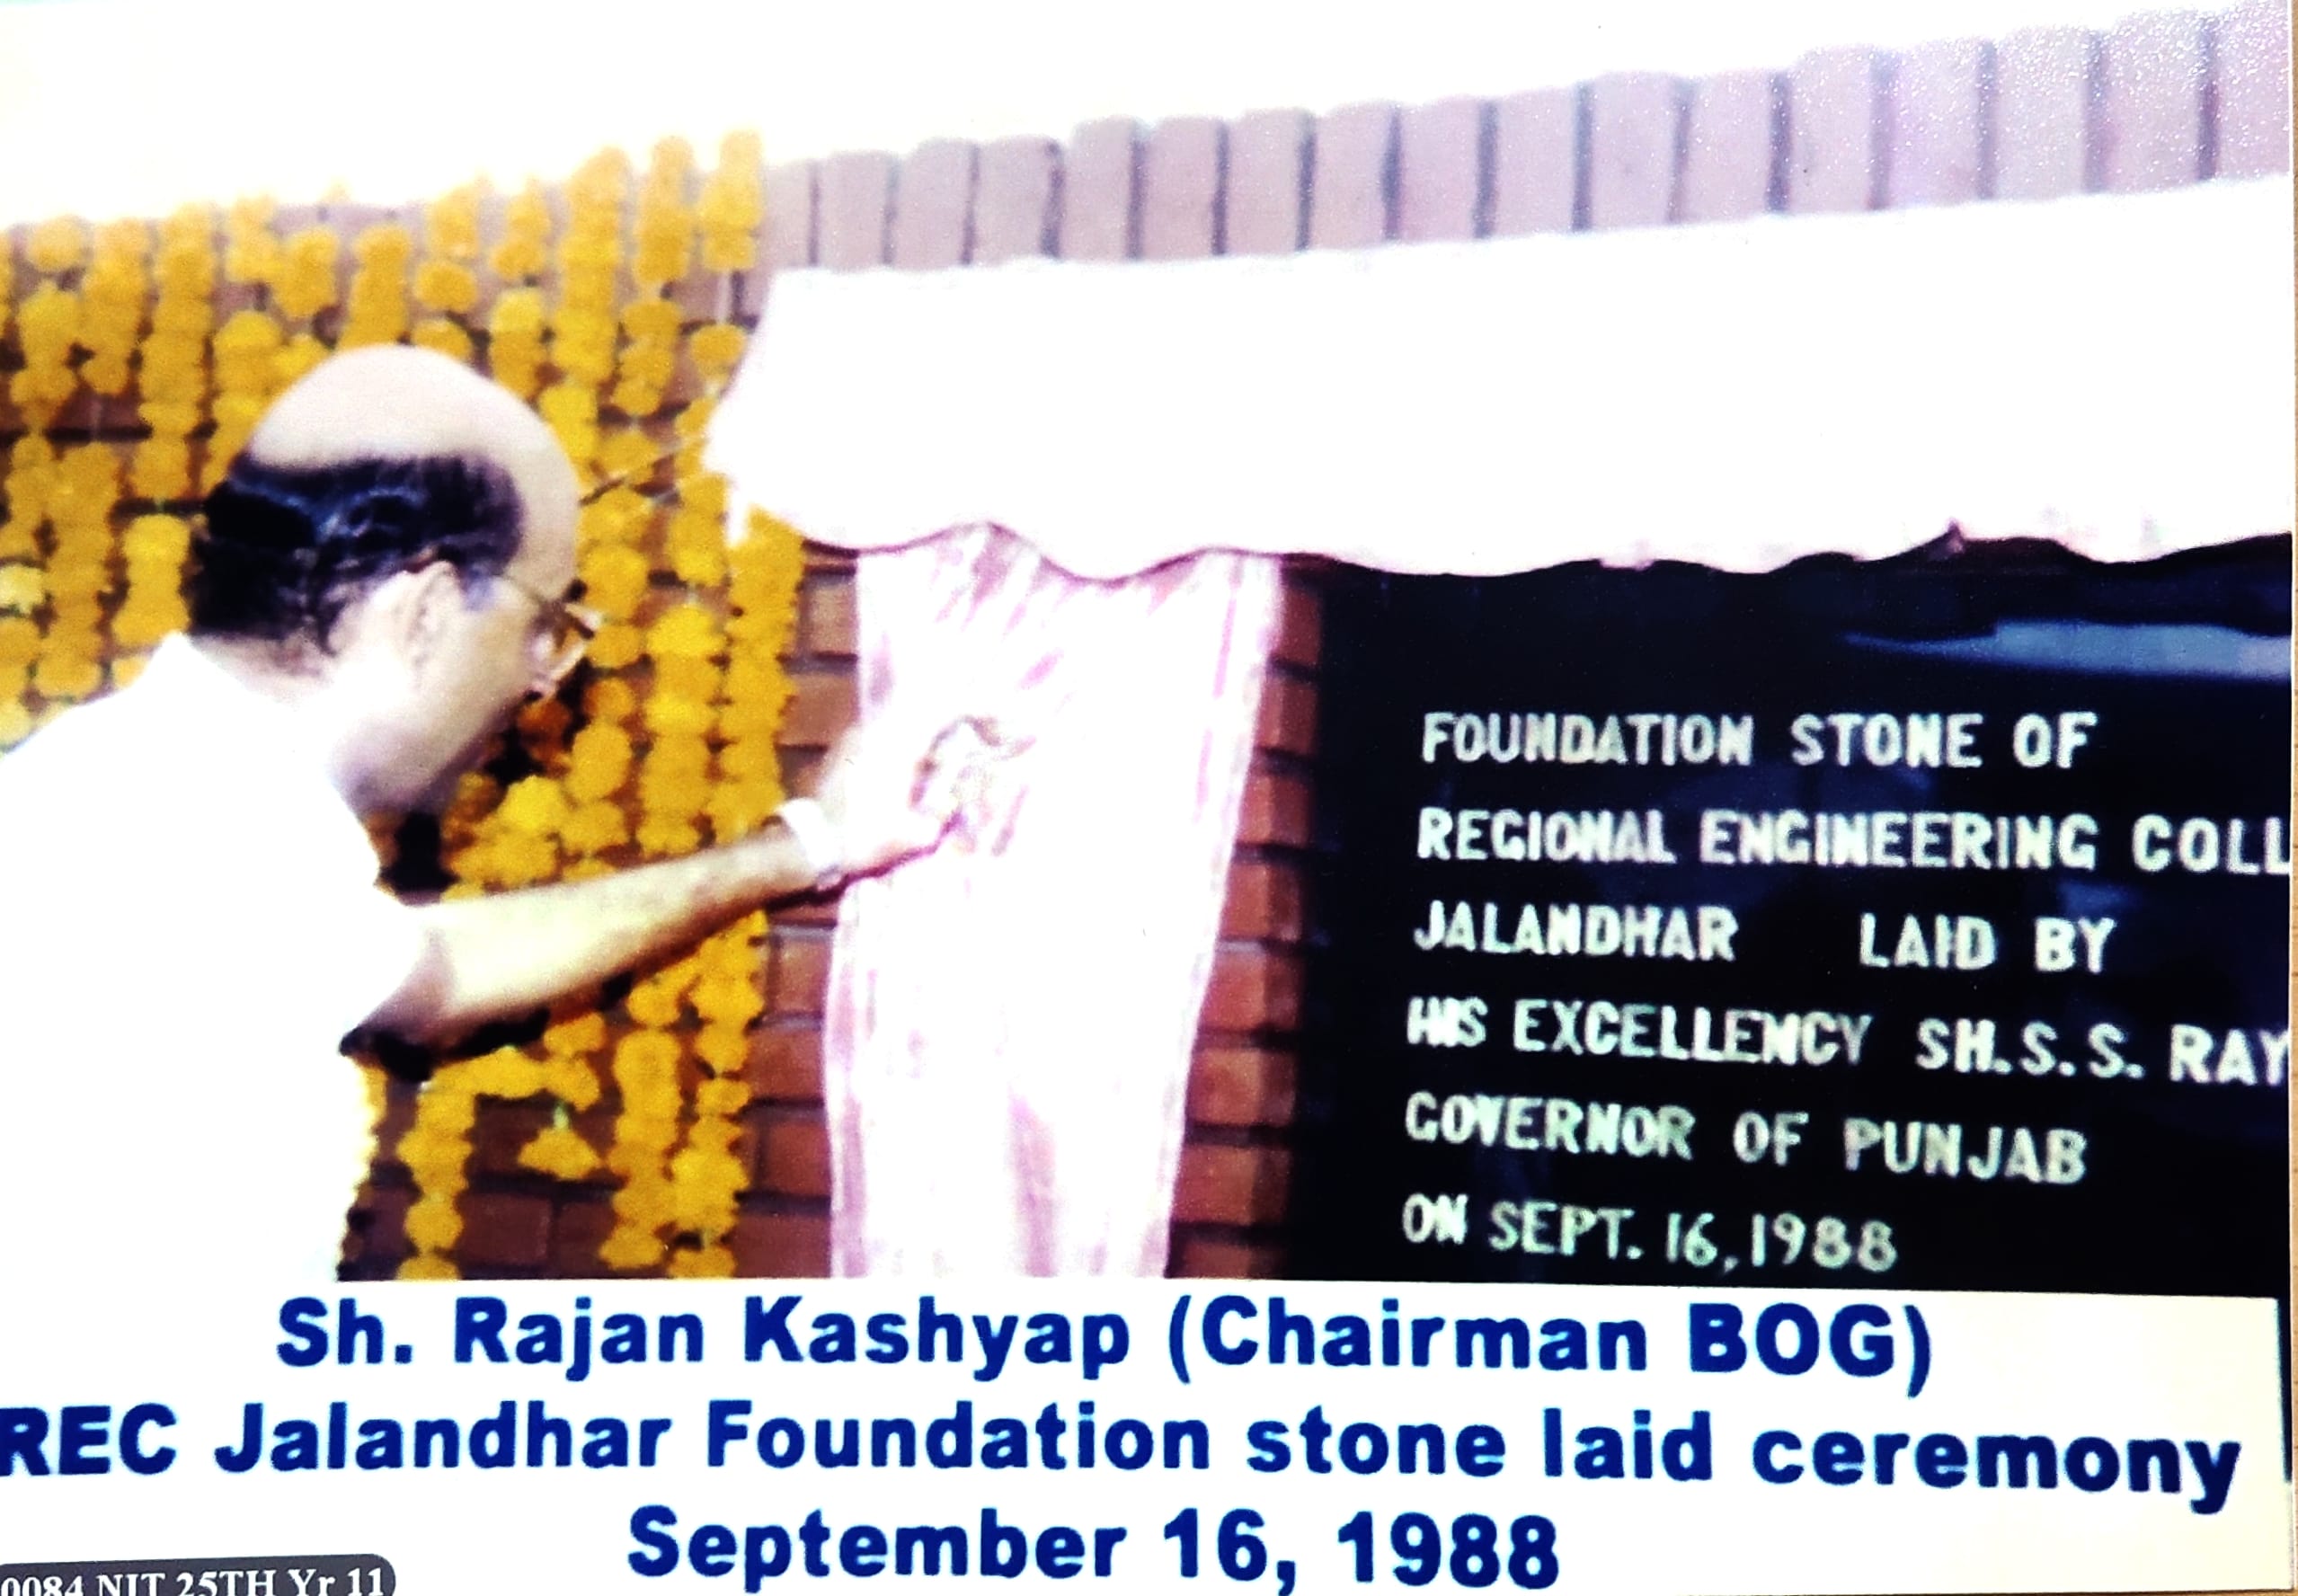 FOUNDATION STONE OF
REGIONAL ENGINEERING COLL
JALANDHAR LAID BY
HIS EXCELLENCY SH.S.S. RAY
GOVERNOR OF PUNJAB
ON SEPT. 16,1988
Sh. Rajan Kashyap (Chairman BOG)
REC Jalandhar Foundation stone laid ceremony
September 16, 1988
0084 NIT 25TH Yr 11